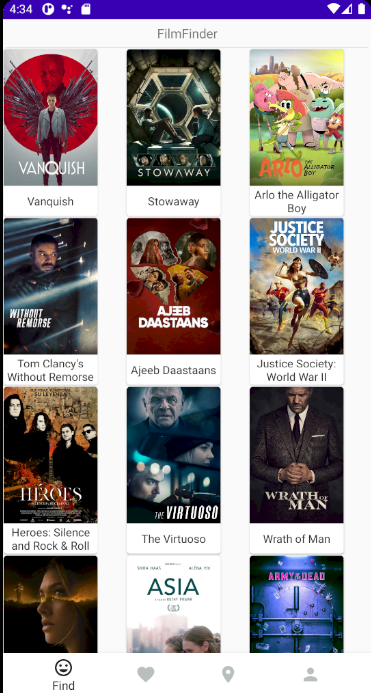 4:34
FilmFinder
VANQUISH
STOWAWAY
ARLO THE ALLIGATOR BOY
Vanquish
Stowaway
Arlo the Alligator
Boy
WITHOUT
REMORSE
AJEEB
DAASTAANS
JUSTICE
SOCIETY
WORLD WAR II
Tom Clancy's
Without Remorse
Ajeeb Daastaans
Justice Society:
World War II
HÉROES
THE VIRTUOSO
WRATH OF
MAN
Heroes: Silence
and Rock & Roll
The Virtuoso
Wrath of Man
ASIA
ARMY OF THE DEAD
Find